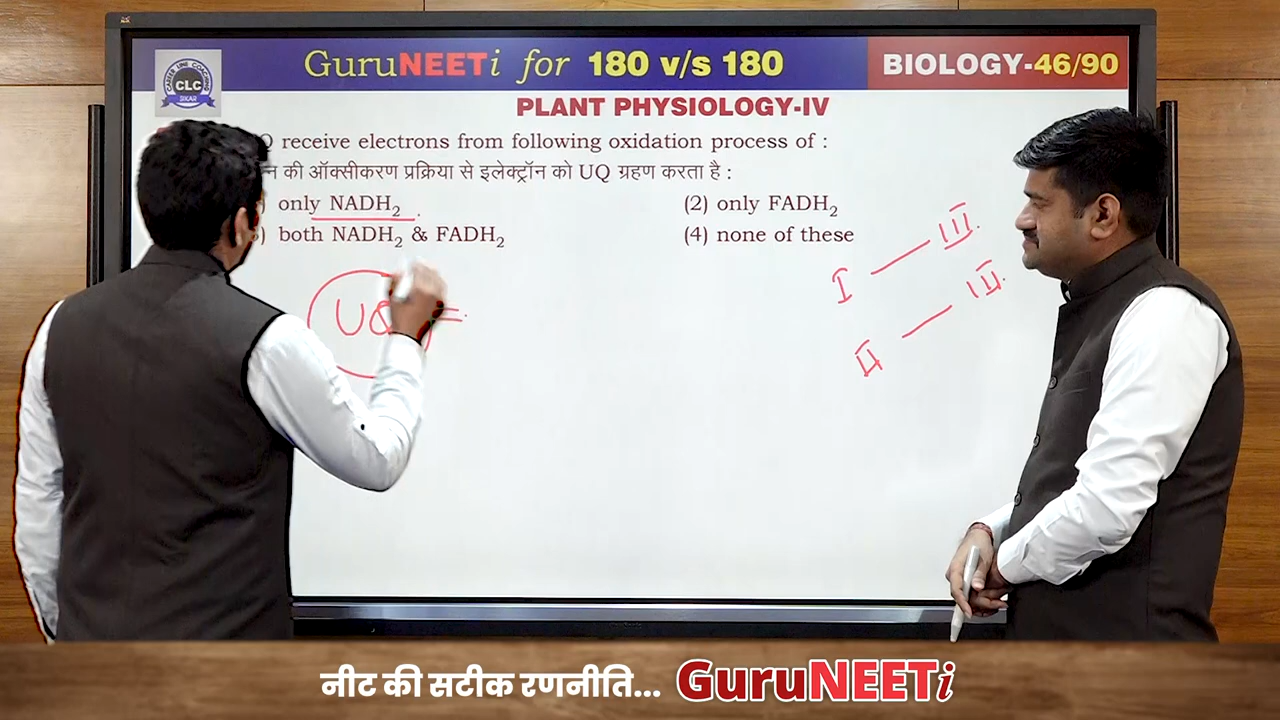 GuruNEETi for 180 v/s 180
BIOLOGY-46/90
CLC
SIKAR
PLANT PHYSIOLOGY-IV
Q receive electrons from following oxidation process of :
की ऑक्सीकरण प्रक्रिया से इलेक्ट्रॉन को UQ ग्रहण करता है :
only NADH₂
(2) only FADH₂
both NADH₂ & FADH₂
(4) none of these
I — III
II — III
नीट की सटीक रणनीति... GuruNEETi